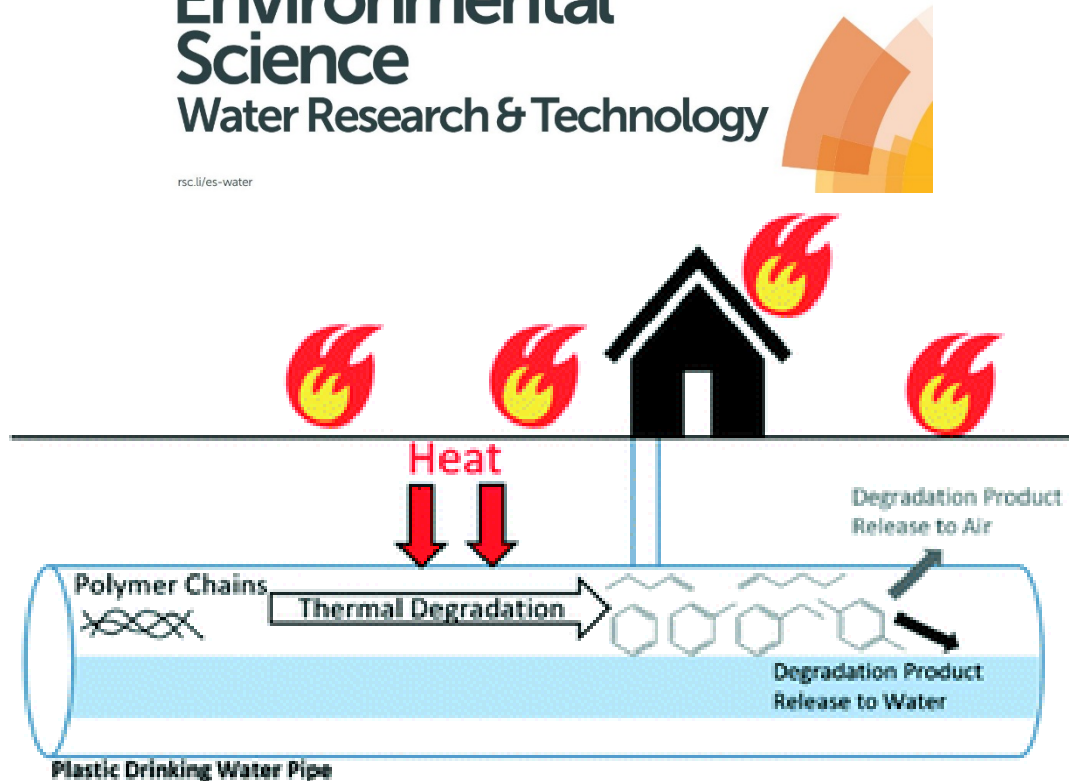 Environmental
Science
Water Research & Technology
rsc.li/es-water
Heat
Degradation Product
Release to Air
Polymer Chains
Thermal Degradation
Degradation Product
Release to Water
Plastic Drinking Water Pipe